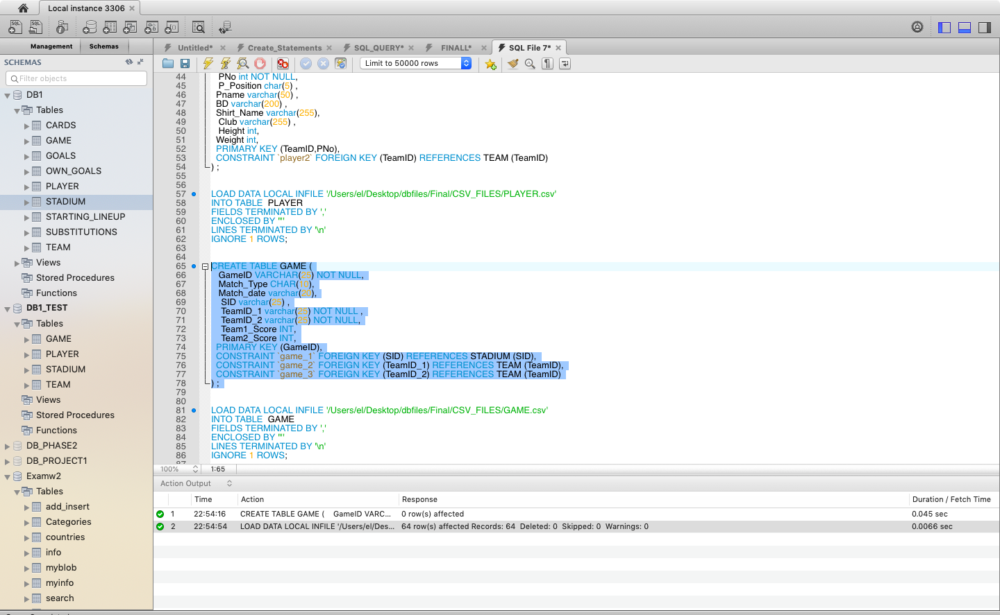 Local instance 3306
Management Schemas
SCHEMAS
Filter objects
DB1
Tables
CARDS
GAME
GOALS
OWN_GOALS
PLAYER
STADIUM
STARTING_LINEUP
SUBSTITUTIONS
TEAM
Views
Stored Procedures
Functions
DB1_TEST
Tables
GAME
PLAYER
STADIUM
TEAM
Views
Stored Procedures
Functions
DB_PHASE2
DB_PROJECT1
Examw2
Tables
add_insert
Categories
countries
info
myblob
myinfo
search
Untitled* Create_Statements SQL_QUERY* FINALL* SQL File 7*
Limit to 50000 rows
44 PNo int NOT NULL,
45 P_Position char(5) ,
46 Pname varchar(50) ,
47 BD varchar(200) ,
48 Shirt_Name varchar(255),
49 Club varchar(255) ,
50 Height int,
51 Weight int,
52 PRIMARY KEY (TeamID,PNo),
53 CONSTRAINT `player2` FOREIGN KEY (TeamID) REFERENCES TEAM (TeamID)
54 ) ;
55
56
57 LOAD DATA LOCAL INFILE '/Users/el/Desktop/dbfiles/Final/CSV_FILES/PLAYER.csv'
58 INTO TABLE PLAYER
59 FIELDS TERMINATED BY ','
60 ENCLOSED BY '"'
61 LINES TERMINATED BY '\n'
62 IGNORE 1 ROWS;
63
64
65 CREATE TABLE GAME (
66 GameID VARCHAR(25) NOT NULL,
67 Match_Type CHAR(10),
68 Match_date varchar(20),
69 SID varchar(25) ,
70 TeamID_1 varchar(25) NOT NULL ,
71 TeamID_2 varchar(25) NOT NULL,
72 Team1_Score INT,
73 Team2_Score INT,
74 PRIMARY KEY (GameID),
75 CONSTRAINT `game_1` FOREIGN KEY (SID) REFERENCES STADIUM (SID),
76 CONSTRAINT `game_2` FOREIGN KEY (TeamID_1) REFERENCES TEAM (TeamID),
77 CONSTRAINT `game_3` FOREIGN KEY (TeamID_2) REFERENCES TEAM (TeamID)
78 ) ;
79
80
81 LOAD DATA LOCAL INFILE '/Users/el/Desktop/dbfiles/Final/CSV_FILES/GAME.csv'
82 INTO TABLE GAME
83 FIELDS TERMINATED BY ','
84 ENCLOSED BY '"'
85 LINES TERMINATED BY '\n'
86 IGNORE 1 ROWS;
100% 1:65
Action Output
Time Action Response Duration / Fetch Time
1 22:54:16 CREATE TABLE GAME ( GameID VARC... 0 row(s) affected 0.045 sec
2 22:54:54 LOAD DATA LOCAL INFILE '/Users/el/Des... 64 row(s) affected Records: 64 Deleted: 0 Skipped: 0 Warnings: 0 0.0066 sec